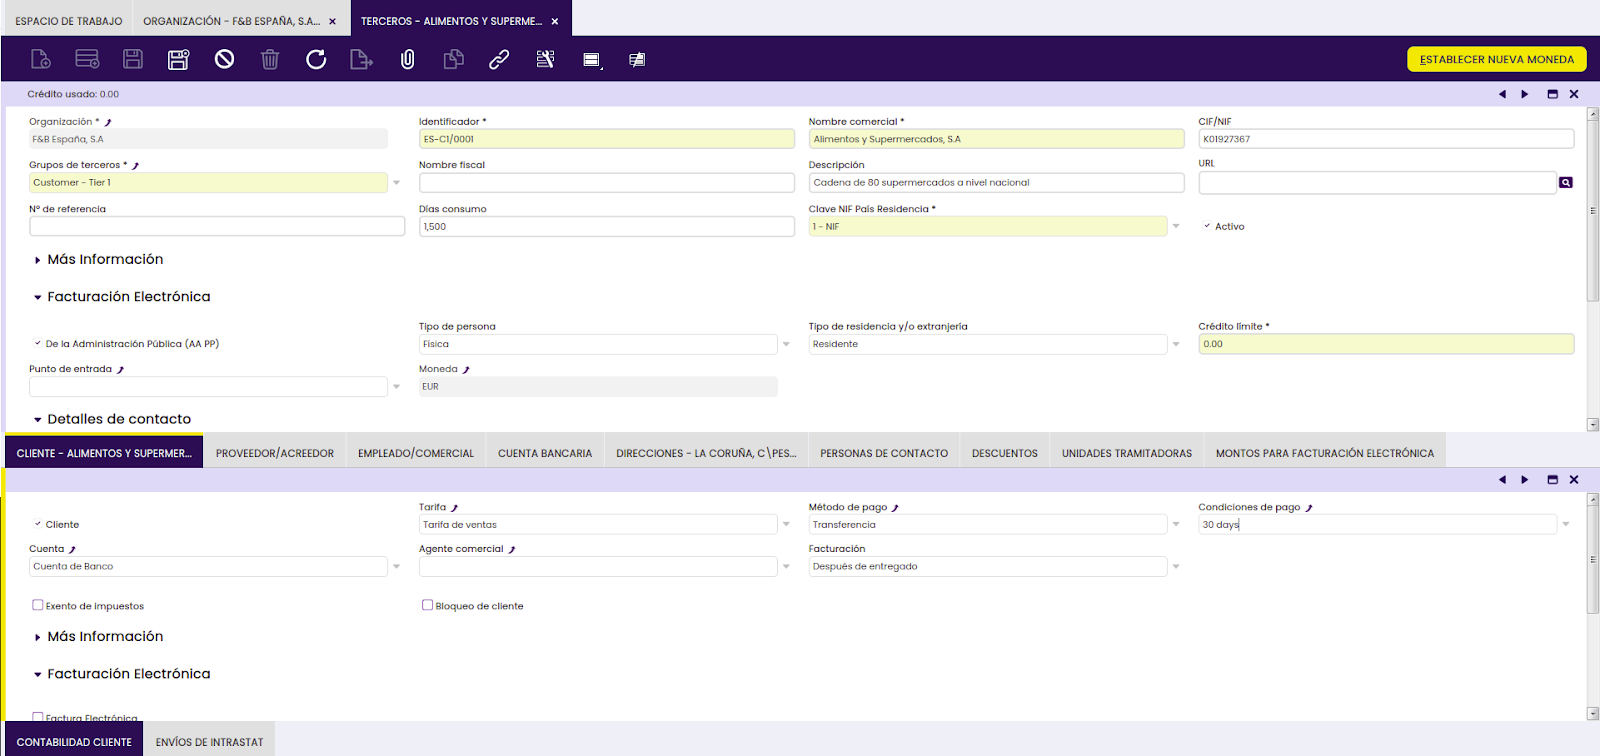 ESPACIO DE TRABAJO ORGANIZACIÓN - F&B ESPAÑA, S.A... × TERCEROS - ALIMENTOS Y SUPERME... ×
ESTABLECER NUEVA MONEDA
Crédito usado: 0.00
Organización * Identificador * Nombre comercial * CIF/NIF
F&B España, S.A ES-C1/0001 Alimentos y Supermercados, S.A K01927367
Grupos de terceros * Nombre fiscal Descripción URL
Customer - Tier 1 Cadena de 80 supermercados a nivel nacional
Nº de referencia Días consumo Clave NIF País Residencia *
1,500 1 - NIF Activo
Más Información
Facturación Electrónica
Tipo de persona Tipo de residencia y/o extranjería Crédito límite *
De la Administración Pública (AA PP) Física Residente 0.00
Punto de entrada Moneda
EUR
Detalles de contacto
CLIENTE - ALIMENTOS Y SUPERMER... PROVEEDOR/ACREEDOR EMPLEADO/COMERCIAL CUENTA BANCARIA DIRECCIONES - LA CORUÑA, C\PES... PERSONAS DE CONTACTO DESCUENTOS UNIDADES TRAMITADORAS MONTOS PARA FACTURACIÓN ELECTRÓNICA
Tarifa Método de pago Condiciones de pago
Cliente Tarifa de ventas Transferencia 30 days
Cuenta Agente comercial Facturación
Cuenta de Banco Después de entregado
Exento de impuestos Bloqueo de cliente
Más Información
Facturación Electrónica
Factura Electrónica
CONTABILIDAD CLIENTE ENVÍOS DE INTRASTAT